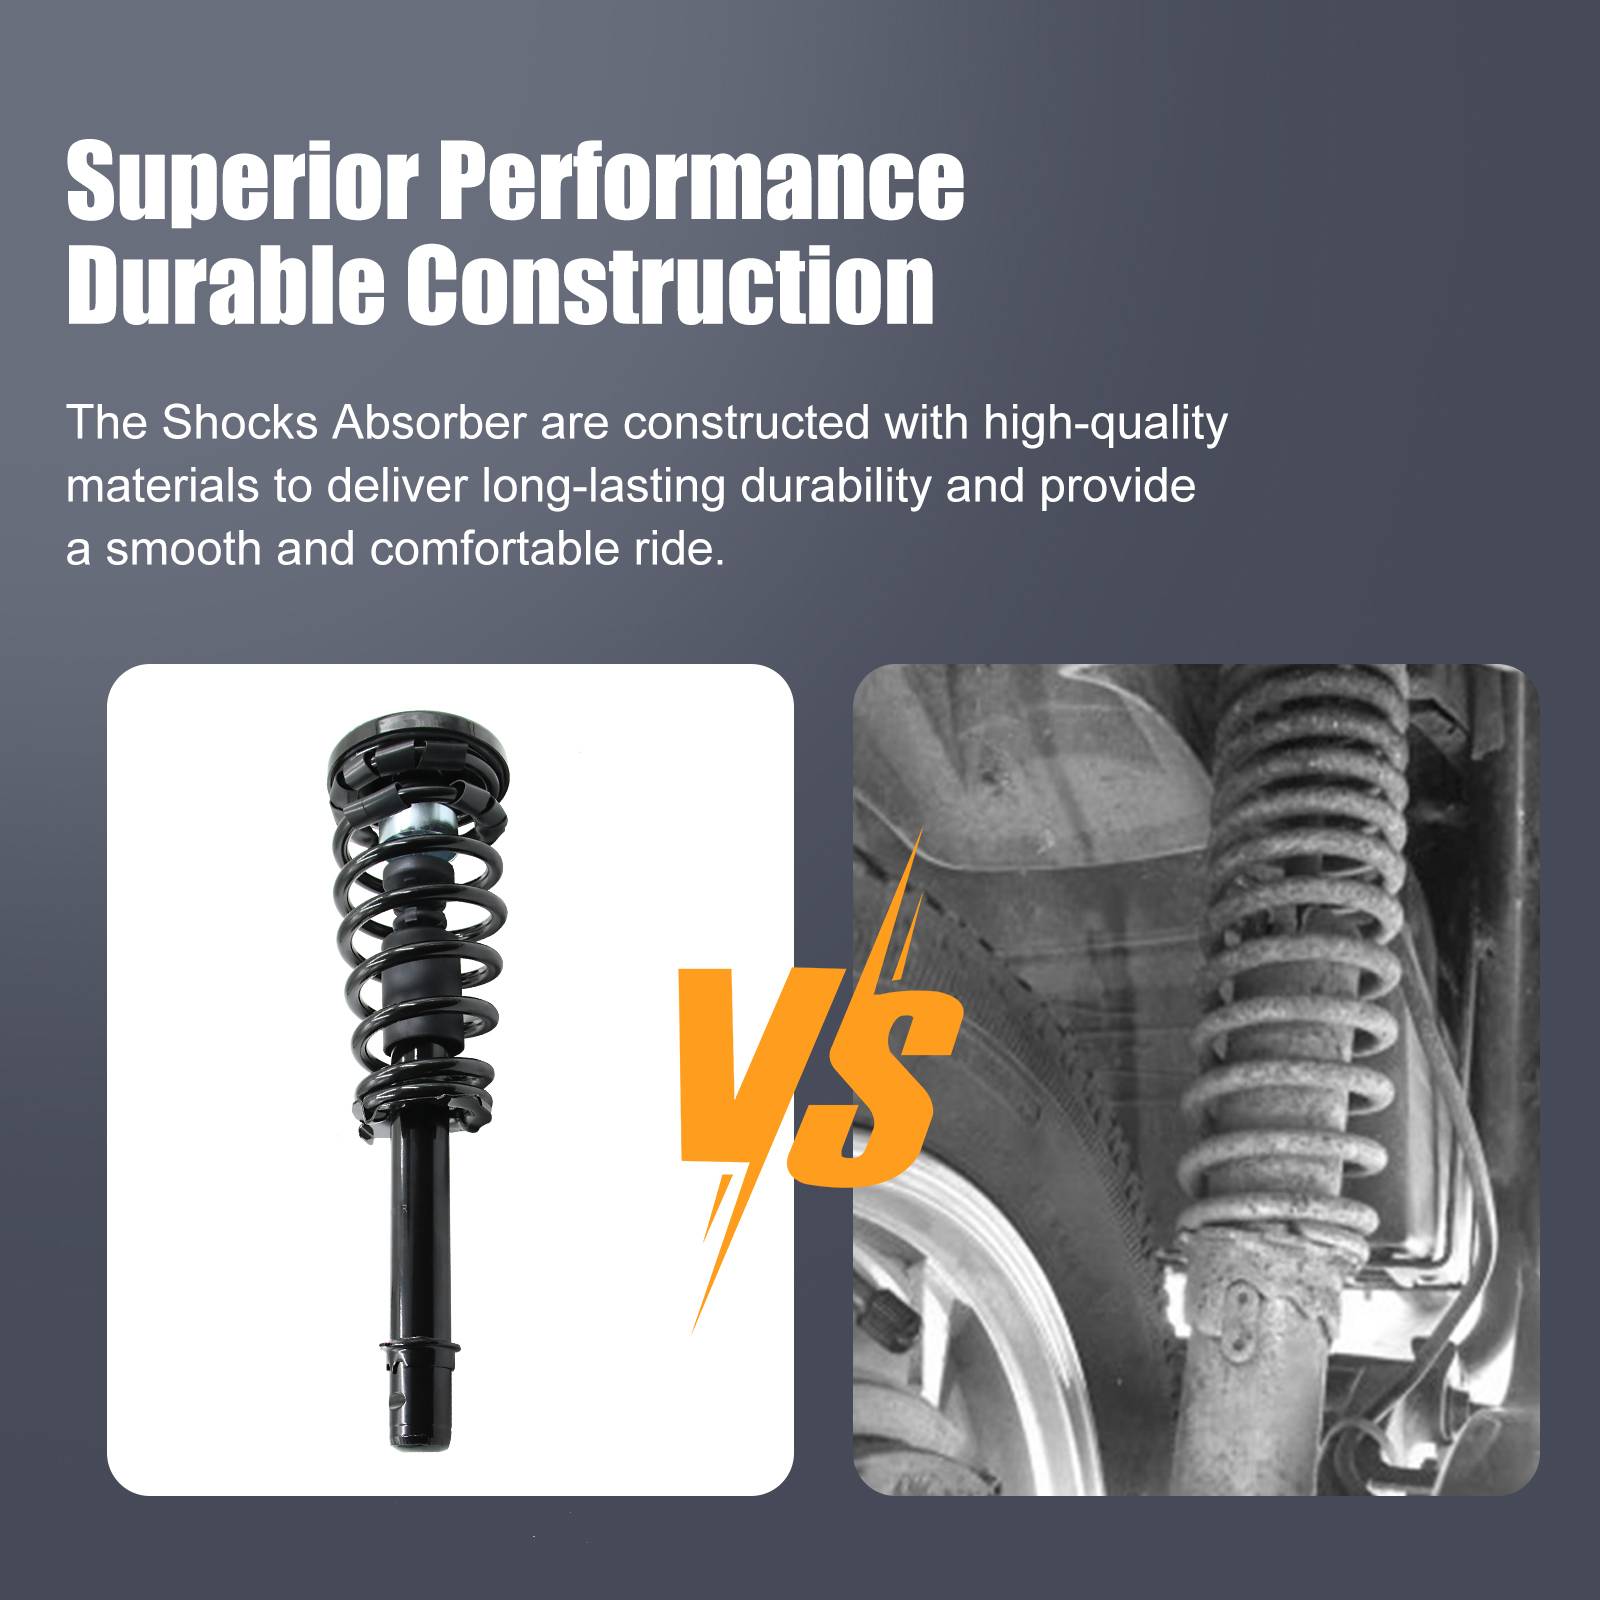 Superior Performance
Durable Construction
The Shocks Absorber are constructed with high-quality
materials to deliver long-lasting durability and provide
a smooth and comfortable ride.
VS